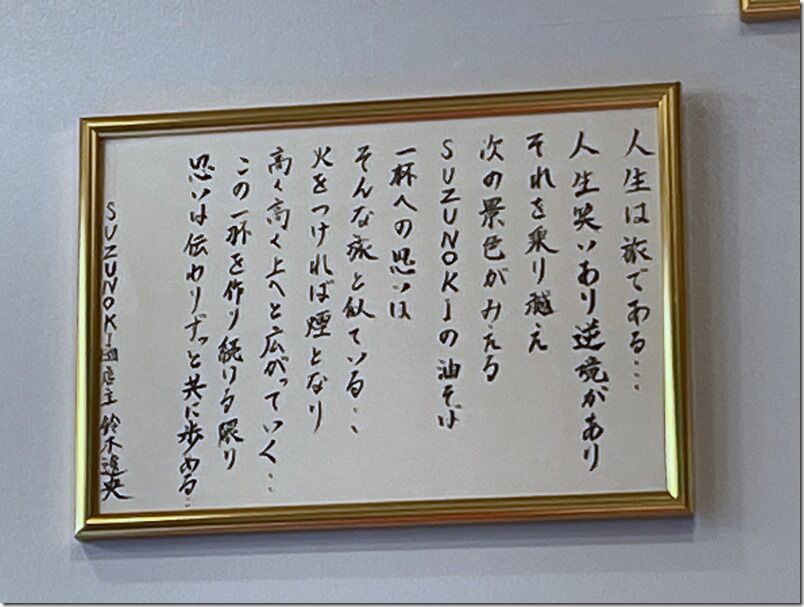 人生は旅である…
人生笑いあり逆境があり
それを乗り越え
次の景色がみえる
SUZUNOKIの油そば
一杯への思いは
そんな旅と似ている…
火をつければ煙となり
高く高く上へと広がっていく…
この一杯を作り続ける限り
思いは伝わりずっと共に歩める…
SUZUNOKI 店主 鈴木